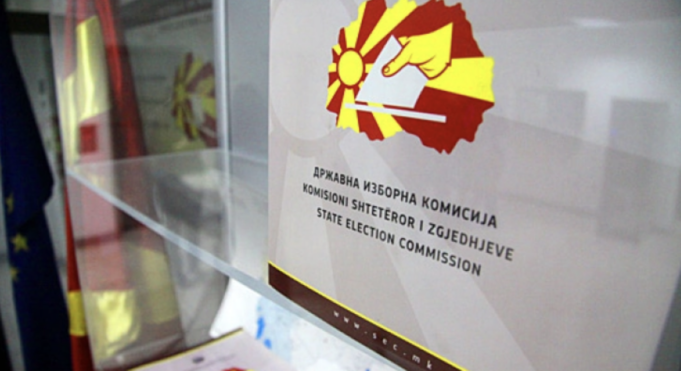 ДРЖАВНА ИЗБОРНА КОМИСИЈА
KOMISIONI SHTETËROR I ZGJEDHJEVE
STATE ELECTION COMMISSION
www.sec.mk